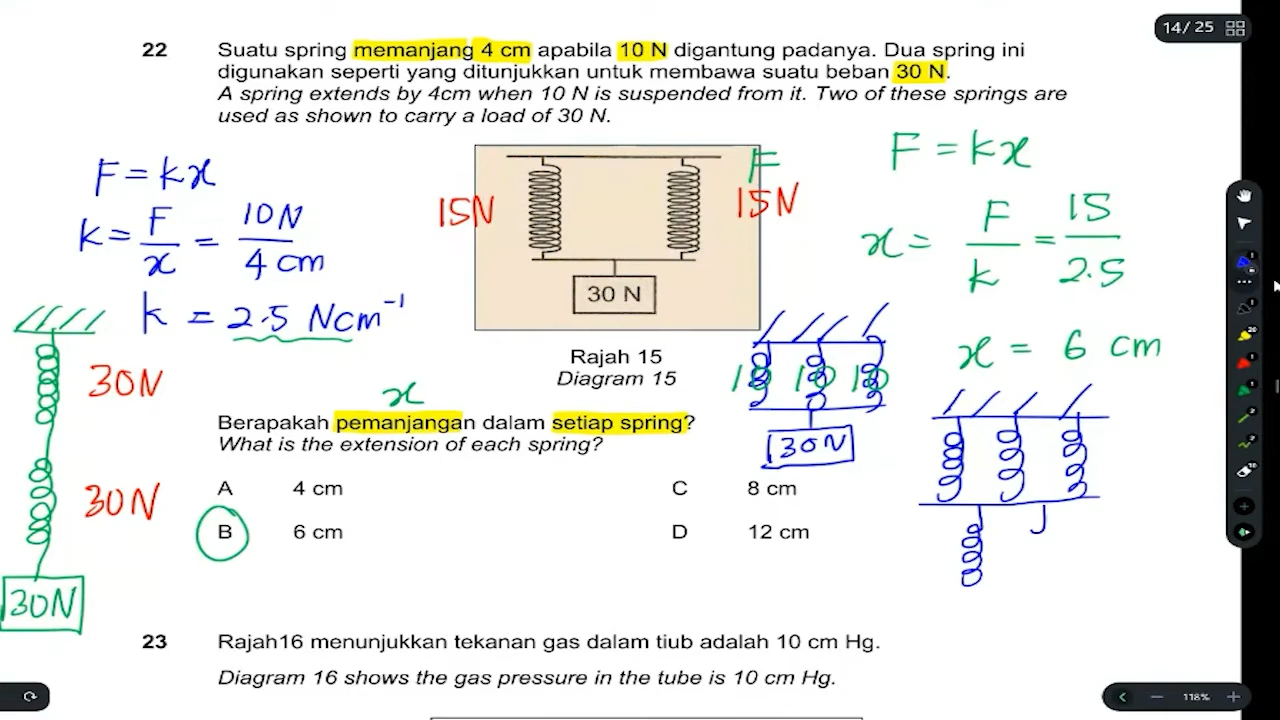 14 / 25
22 Suatu spring memanjang 4 cm apabila 10 N digantung padanya. Dua spring ini
digunakan seperti yang ditunjukkan untuk membawa suatu beban 30 N.
A spring extends by 4cm when 10 N is suspended from it. Two of these springs are
used as shown to carry a load of 30 N.
F = kx
k = F/x = 10N/4 cm
k = 2.5 Ncm⁻¹
15N
F
15N
30 N
F = kx
x = F/k = 15/2.5
x = 6 cm
Rajah 15
Diagram 15
30N
30N
30N
10 10 10
30N
x
Berapakah pemanjangan dalam setiap spring?
What is the extension of each spring?
A 4 cm C 8 cm
B 6 cm D 12 cm
23 Rajah16 menunjukkan tekanan gas dalam tiub adalah 10 cm Hg.
Diagram 16 shows the gas pressure in the tube is 10 cm Hg.
118%